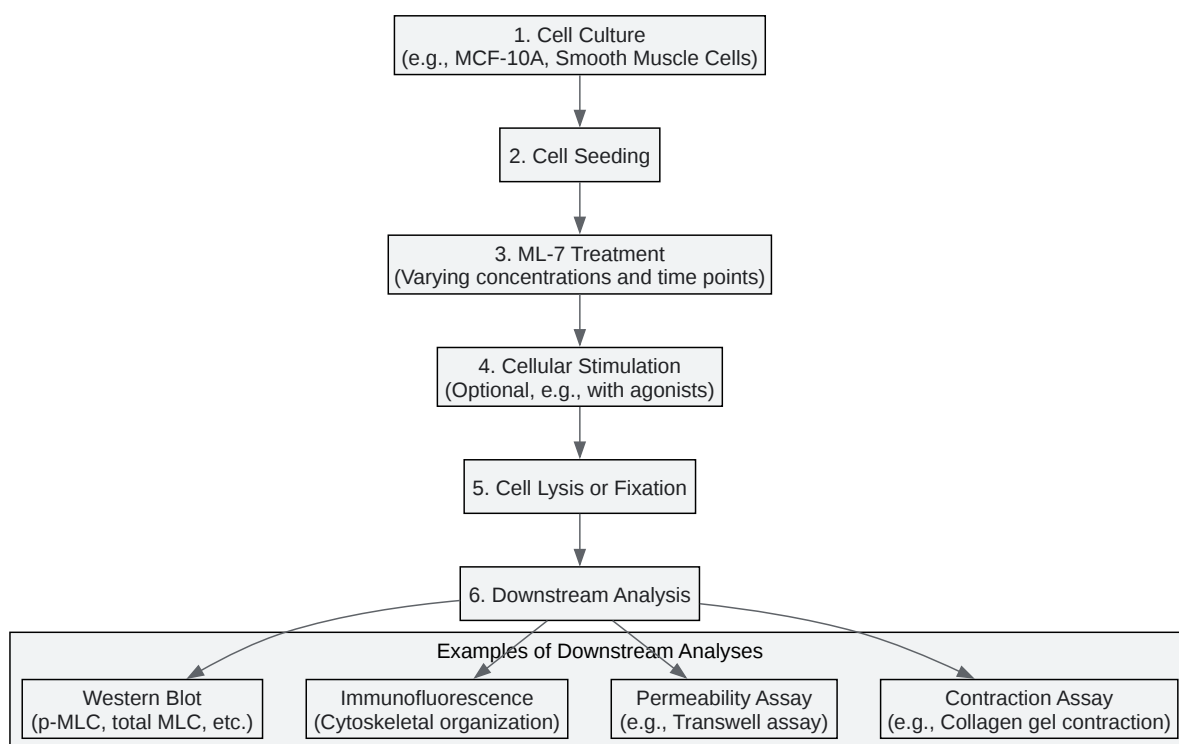 1. Cell Culture
(e.g., MCF-10A, Smooth Muscle Cells)
2. Cell Seeding
3. ML-7 Treatment
(Varying concentrations and time points)
4. Cellular Stimulation
(Optional, e.g., with agonists)
5. Cell Lysis or Fixation
6. Downstream Analysis
Examples of Downstream Analyses
Western Blot
(p-MLC, total MLC, etc.)
Immunofluorescence
(Cytoskeletal organization)
Permeability Assay
(e.g., Transwell assay)
Contraction Assay
(e.g., Collagen gel contraction)